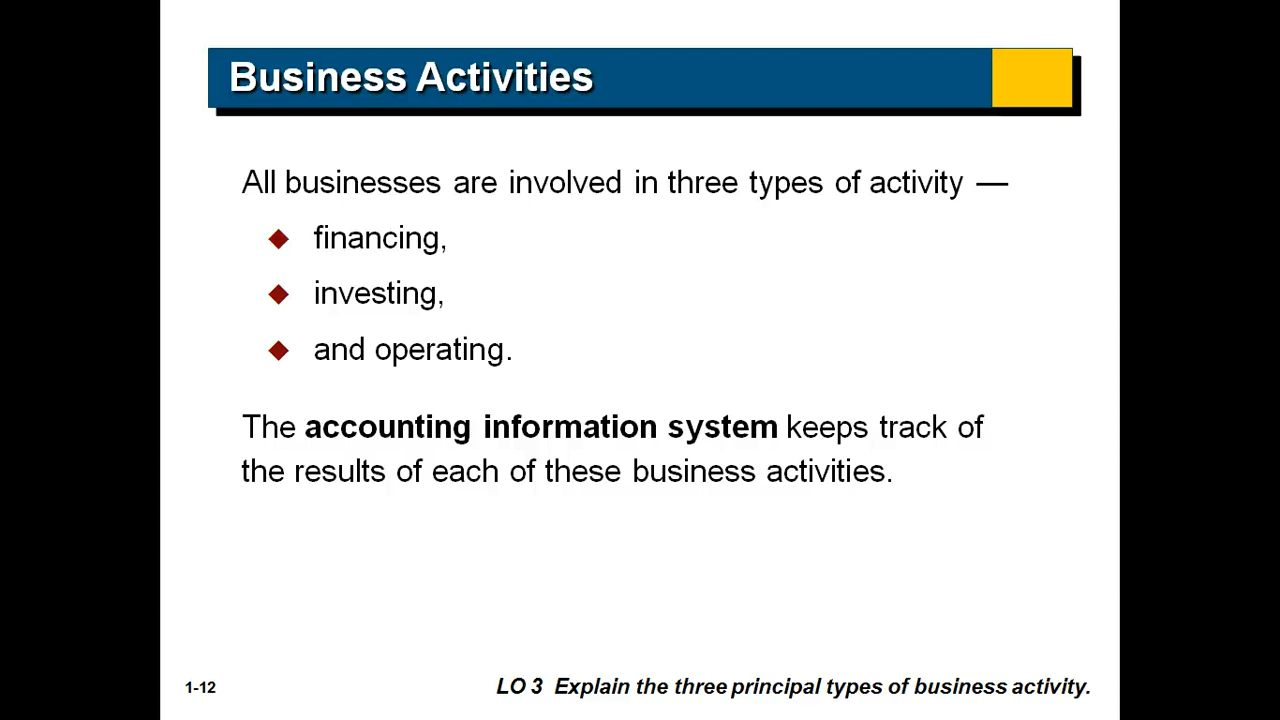 Business Activities
All businesses are involved in three types of activity —
financing,
investing,
and operating.
The accounting information system keeps track of
the results of each of these business activities.
1-12
LO 3 Explain the three principal types of business activity.